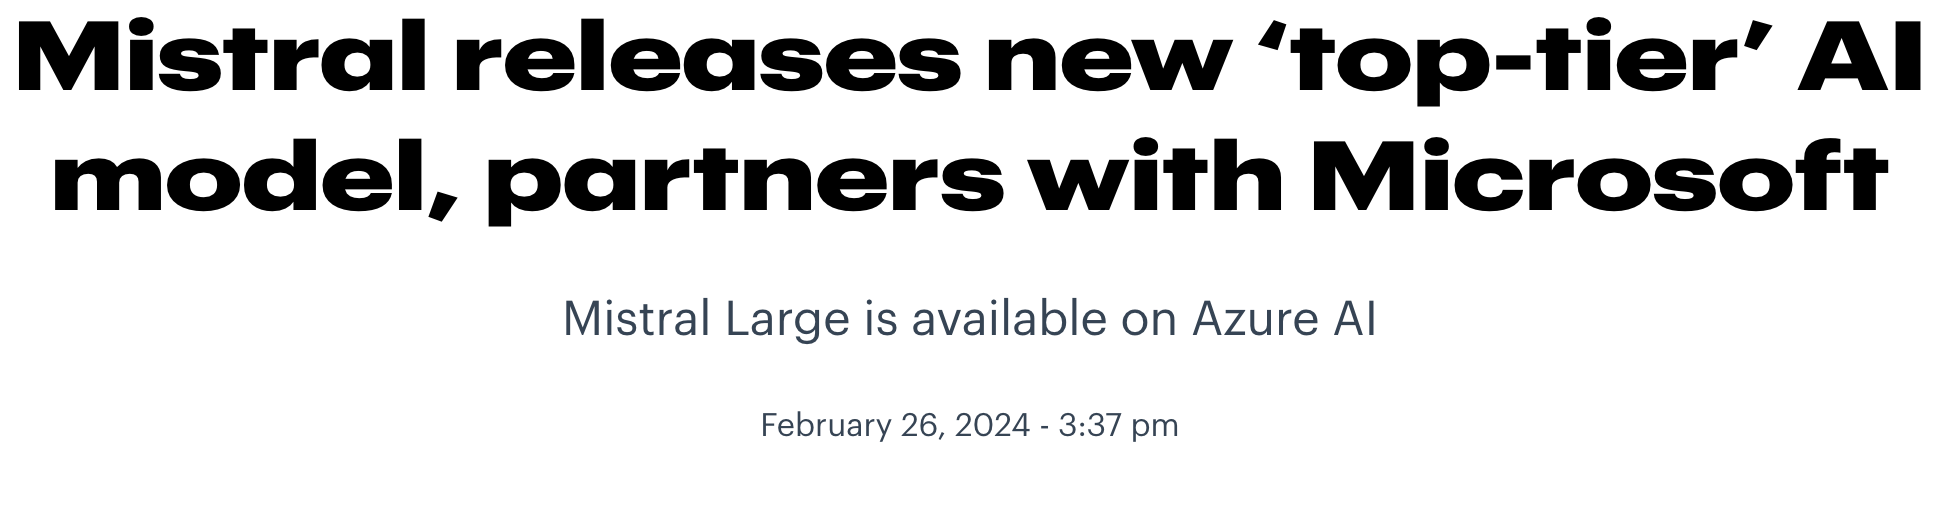 Mistral releases new ‘top-tier’ AI
model, partners with Microsoft
Mistral Large is available on Azure AI
February 26, 2024 - 3:37 pm